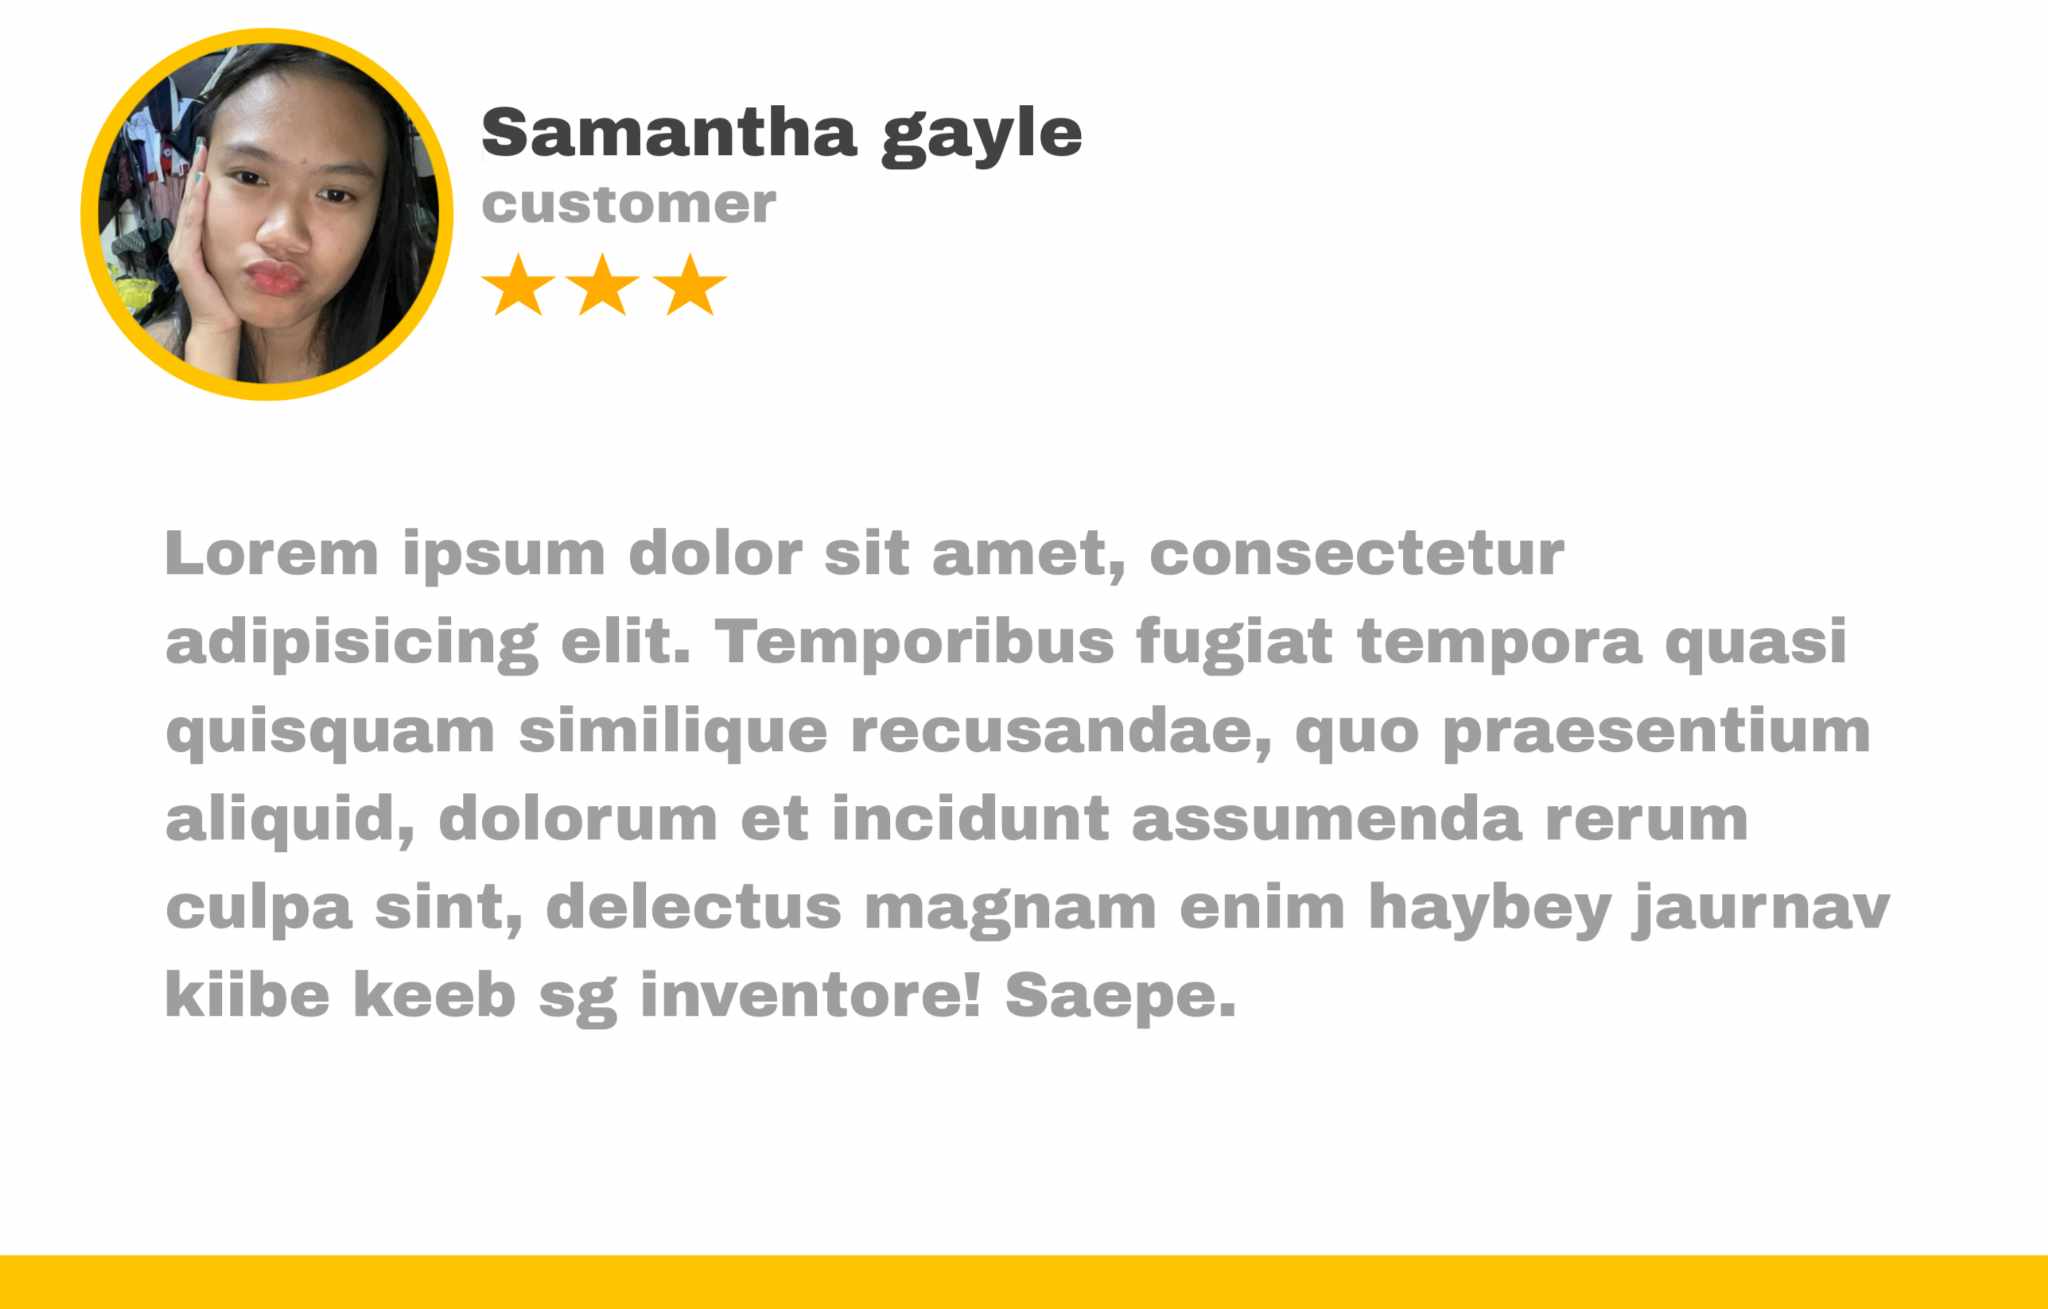 Samantha gayle
customer
Lorem ipsum dolor sit amet, consectetur
adipisicing elit. Temporibus fugiat tempora quasi
quisquam similique recusandae, quo praesentium
aliquid, dolorum et incidunt assumenda rerum
culpa sint, delectus magnam enim haybey jaurnav
kiibe keeb sg inventore! Saepe.